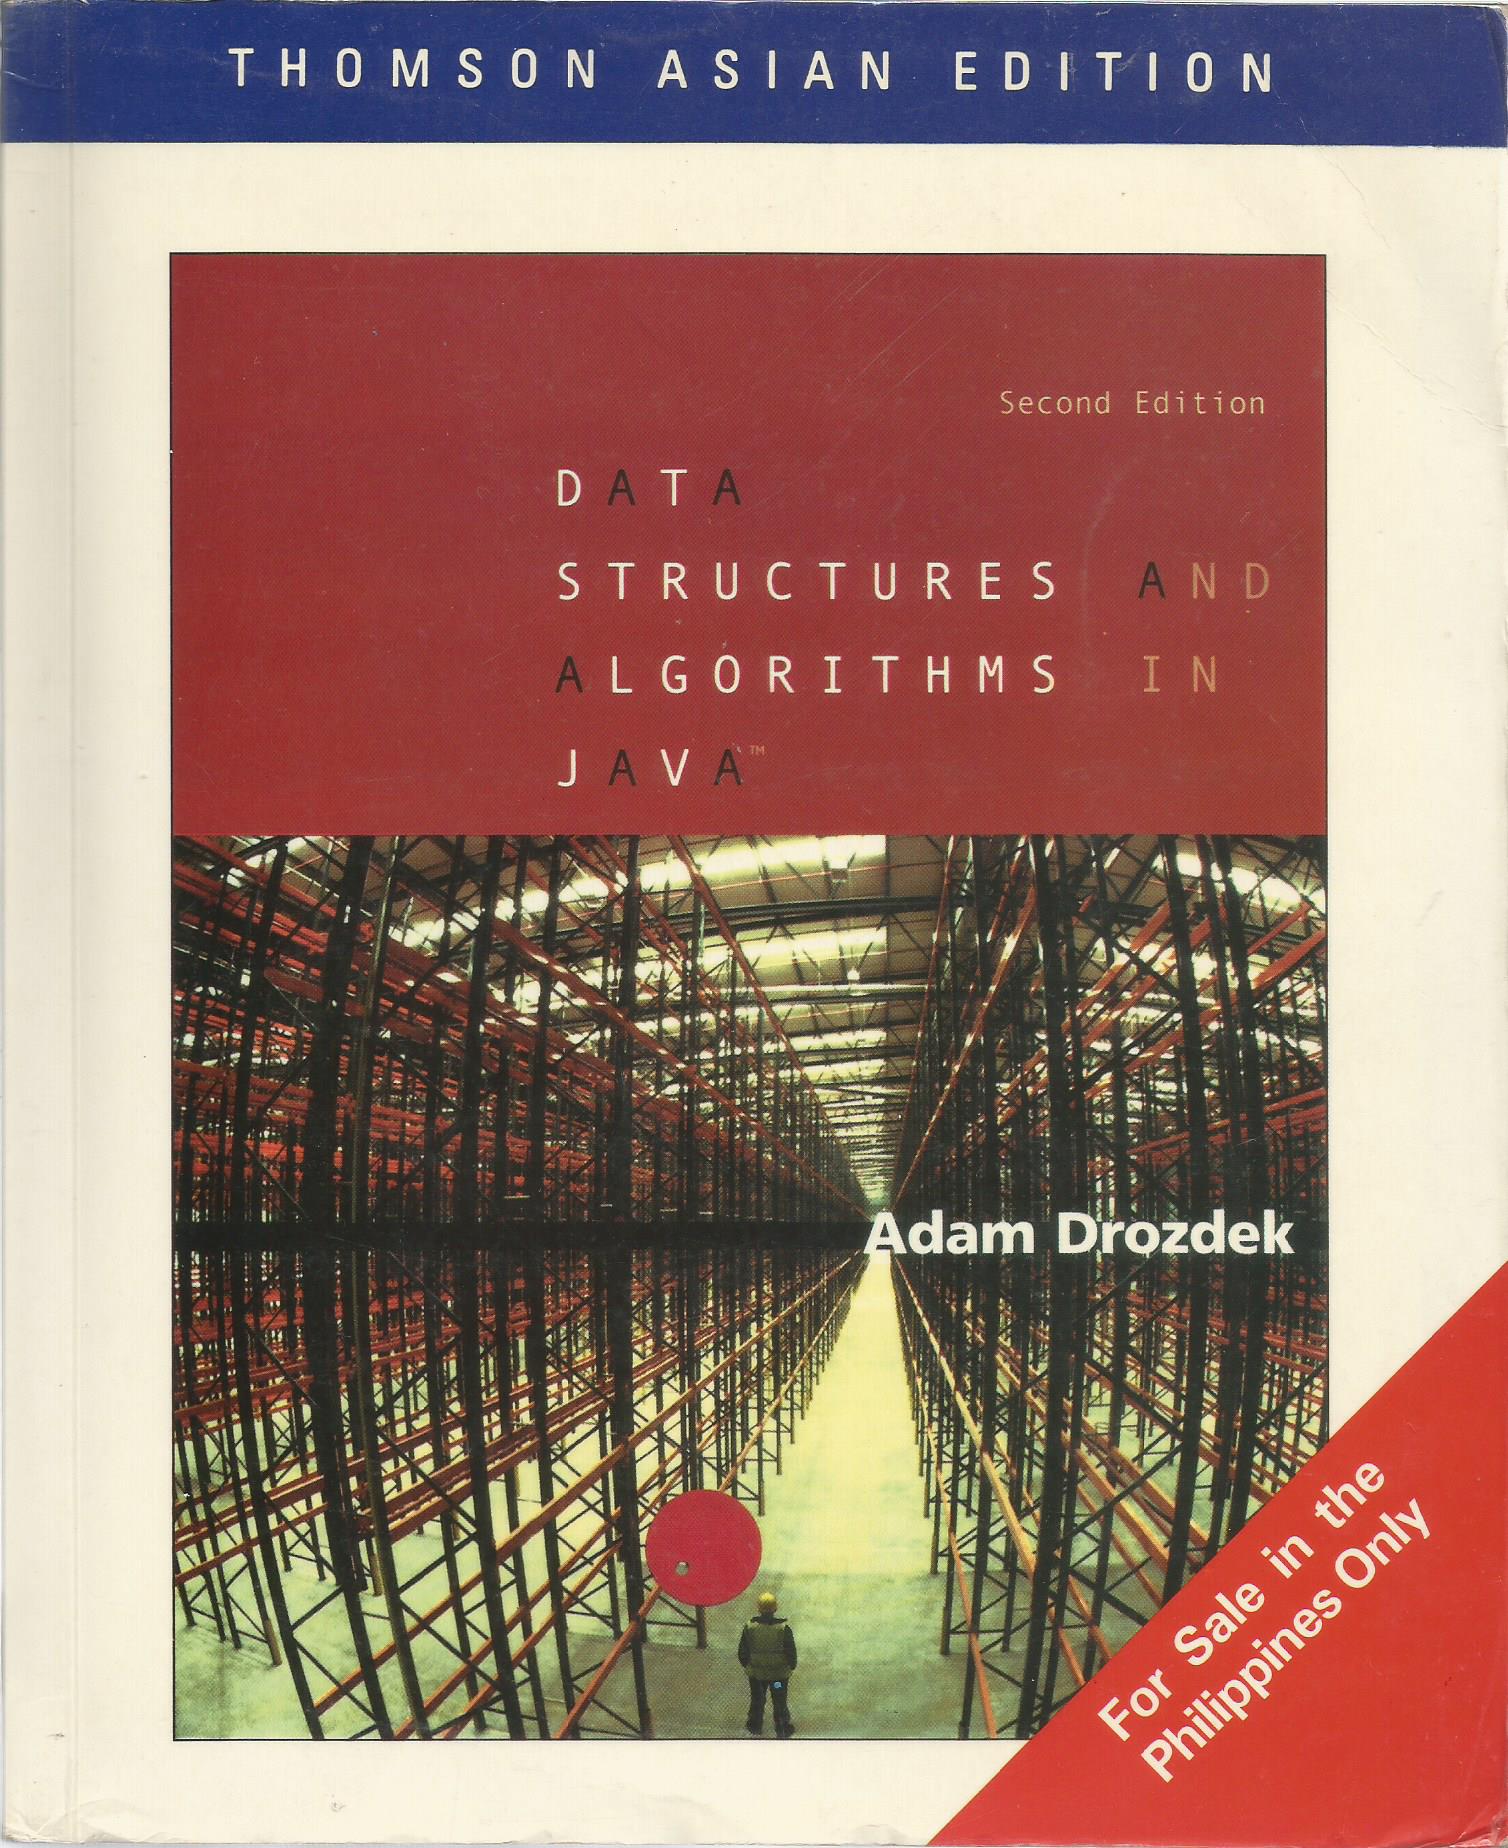 THOMSON ASIAN EDITION
Second Edition
DATA
STRUCTURES AND
ALGORITHMS IN
JAVA™
Adam Drozdek
For Sale in the
Philippines Only